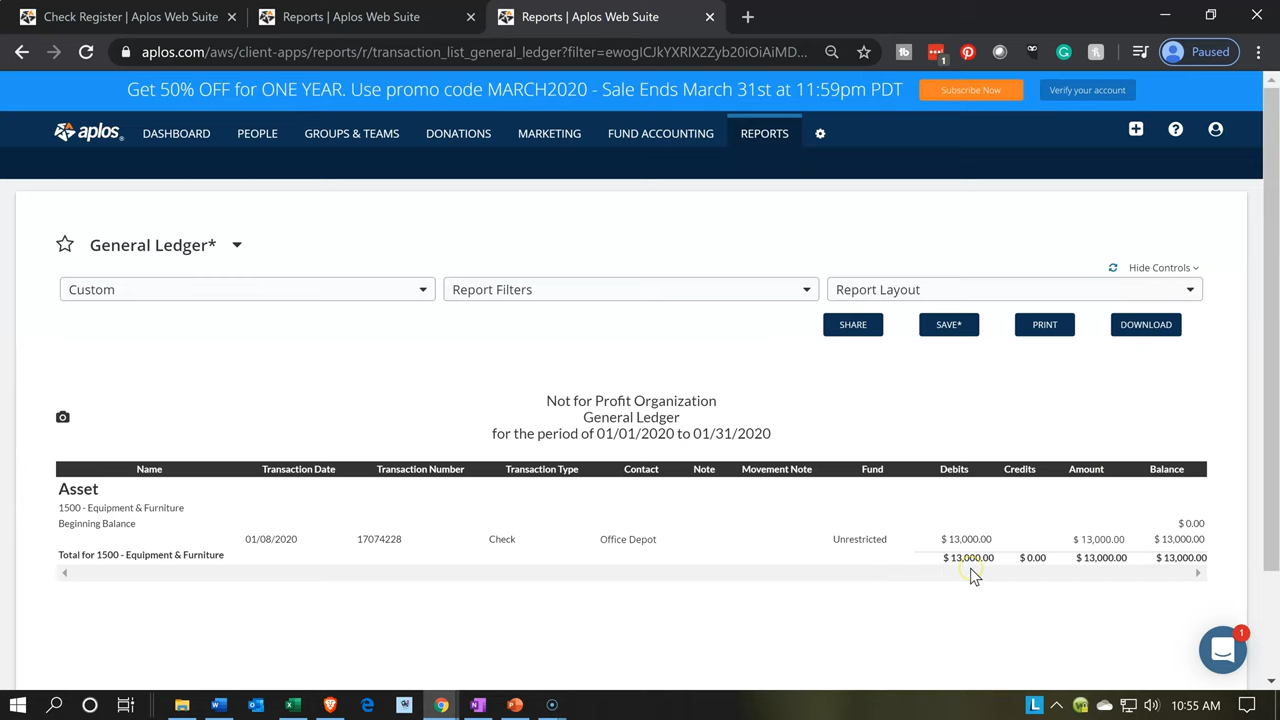 Check Register | Aplos Web Suite
Reports | Aplos Web Suite
Reports | Aplos Web Suite
aplos.com/aws/client-apps/reports/r/transaction_list_general_ledger?filter=ewogICJkYXRlX2Zyb20iOiAiMD...
1
Paused
Get 50% OFF for ONE YEAR. Use promo code MARCH2020 - Sale Ends March 31st at 11:59pm PDT
Subscribe Now
Verify your account
aplos
DASHBOARD PEOPLE GROUPS & TEAMS DONATIONS MARKETING FUND ACCOUNTING REPORTS
General Ledger*
Hide Controls
Custom Report Filters Report Layout
SHARE SAVE* PRINT DOWNLOAD
Not for Profit Organization
General Ledger
for the period of 01/01/2020 to 01/31/2020
Name Transaction Date Transaction Number Transaction Type Contact Note Movement Note Fund Debits Credits Amount Balance
Asset
1500 - Equipment & Furniture
Beginning Balance $ 0.00
01/08/2020 17074228 Check Office Depot Unrestricted $ 13,000.00 $ 13,000.00 $ 13,000.00
Total for 1500 - Equipment & Furniture $ 13,000.00 $ 0.00 $ 13,000.00 $ 13,000.00
1
10:55 AM